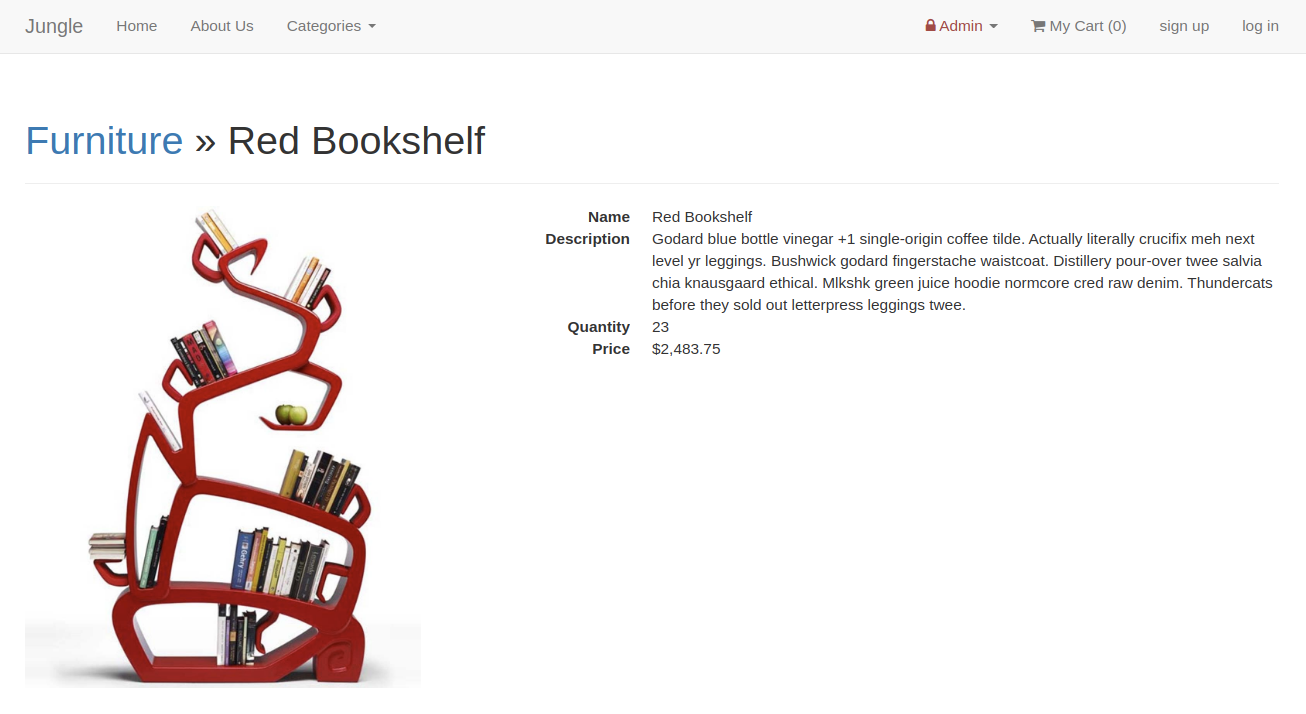 Jungle Home About Us Categories Admin My Cart (0) sign up log in
Furniture » Red Bookshelf
Name Red Bookshelf
Description Godard blue bottle vinegar +1 single-origin coffee tilde. Actually literally crucifix meh next
level yr leggings. Bushwick godard fingerstache waistcoat. Distillery pour-over twee salvia
chia knausgaard ethical. Mlkshk green juice hoodie normcore cred raw denim. Thundercats
before they sold out letterpress leggings twee.
Quantity 23
Price $2,483.75
Gehry